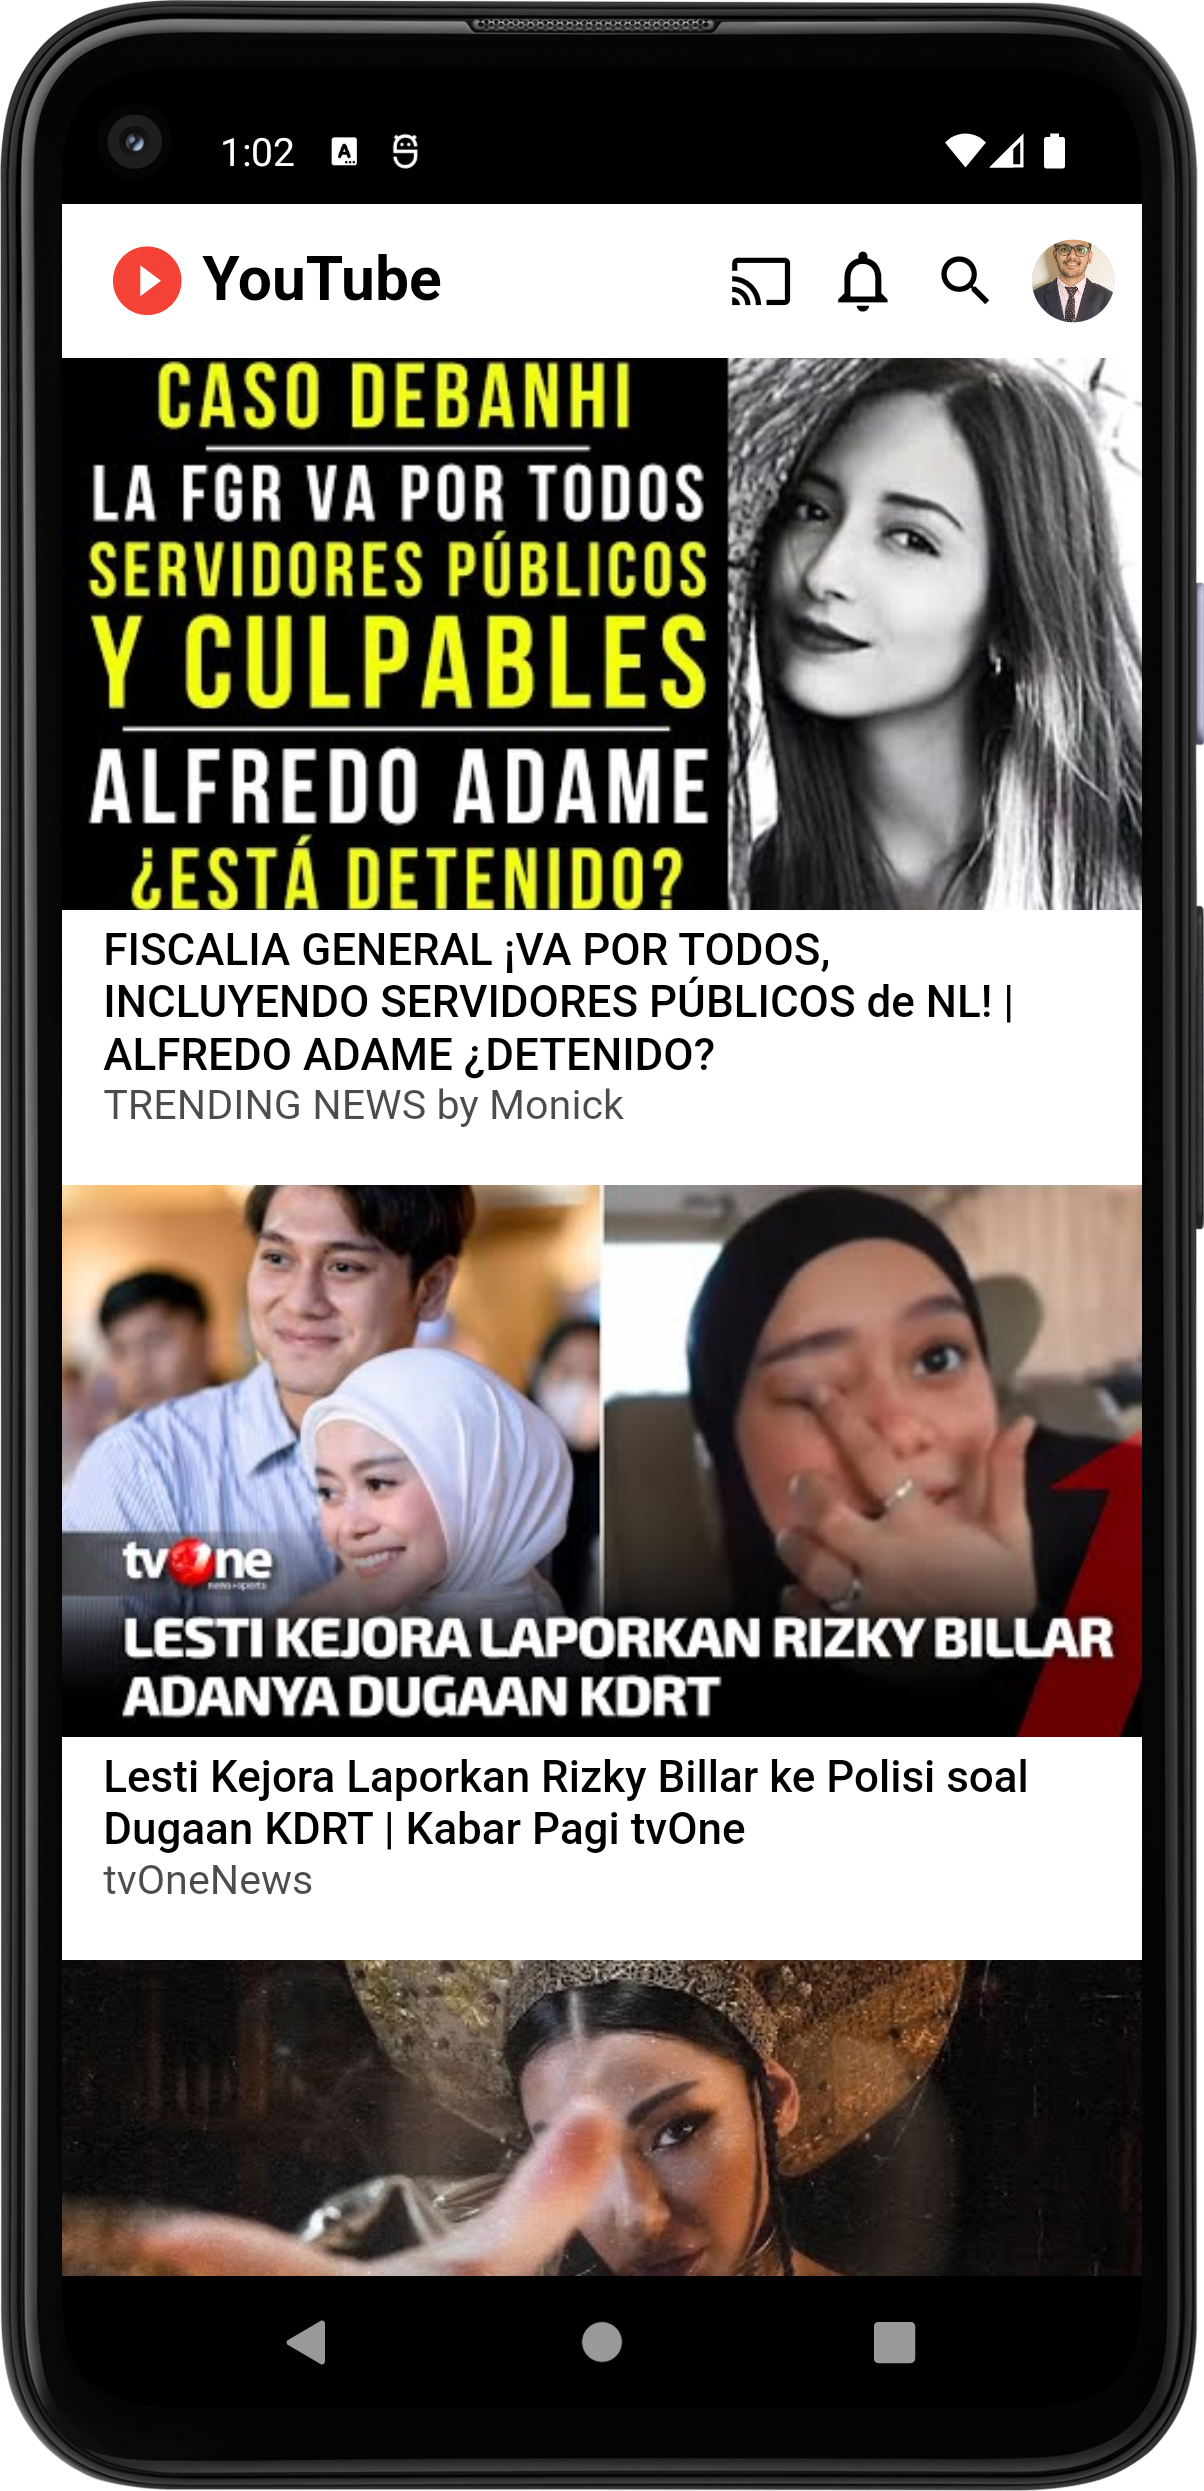 1:02
YouTube
CASO DEBANHI
LA FGR VA POR TODOS
SERVIDORES PÚBLICOS
Y CULPABLES
ALFREDO ADAME
¿ESTÁ DETENIDO?
FISCALIA GENERAL ¡VA POR TODOS,
INCLUYENDO SERVIDORES PÚBLICOS de NL! |
ALFREDO ADAME ¿DETENIDO?
TRENDING NEWS by Monick
tvOne
news+sports
LESTI KEJORA LAPORKAN RIZKY BILLAR
ADANYA DUGAAN KDRT
Lesti Kejora Laporkan Rizky Billar ke Polisi soal
Dugaan KDRT | Kabar Pagi tvOne
tvOneNews